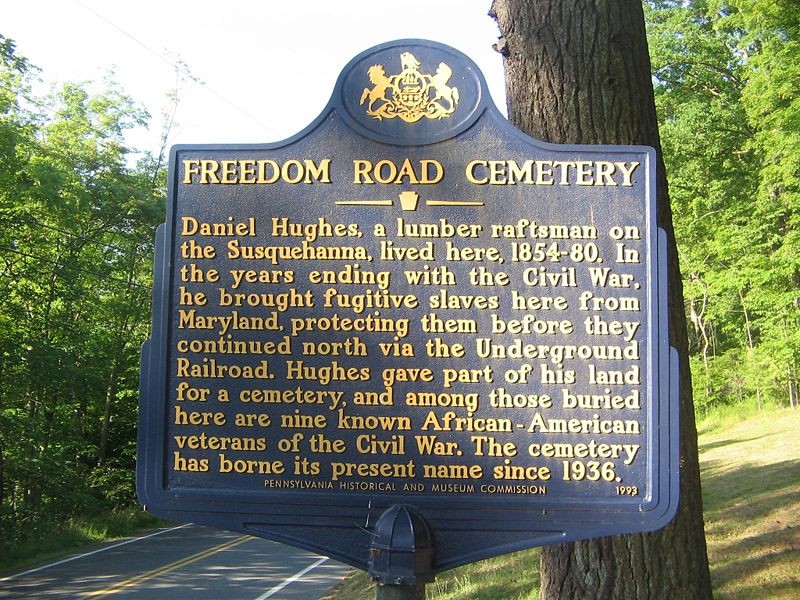 FREEDOM ROAD CEMETERY
Daniel Hughes, a lumber raftsman on
the Susquehanna, lived here, 1854-80. In
the years ending with the Civil War,
he brought fugitive slaves here from
Maryland, protecting them before they
continued north via the Underground
Railroad. Hughes gave part of his land
for a cemetery, and among those buried
here are nine known African-American
veterans of the Civil War. The cemetery
has borne its present name since 1936.
PENNSYLVANIA HISTORICAL AND MUSEUM COMMISSION 1993